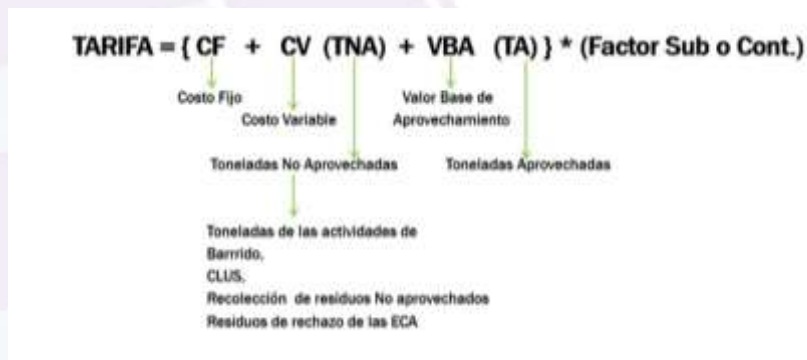 TARIFA = { CF + CV (TNA) + VBA (TA) } * (Factor Sub o Cont.)
Costo Fijo
Valor Base de
Costo Variable
Aprovechamiento
Toneladas No Aprovechadas
Toneladas Aprovechadas
Toneladas de las actividades de
Barrrido,
CLUS,
Recolección de residuos No aprovechados
Residuos de rechazo de las ECA